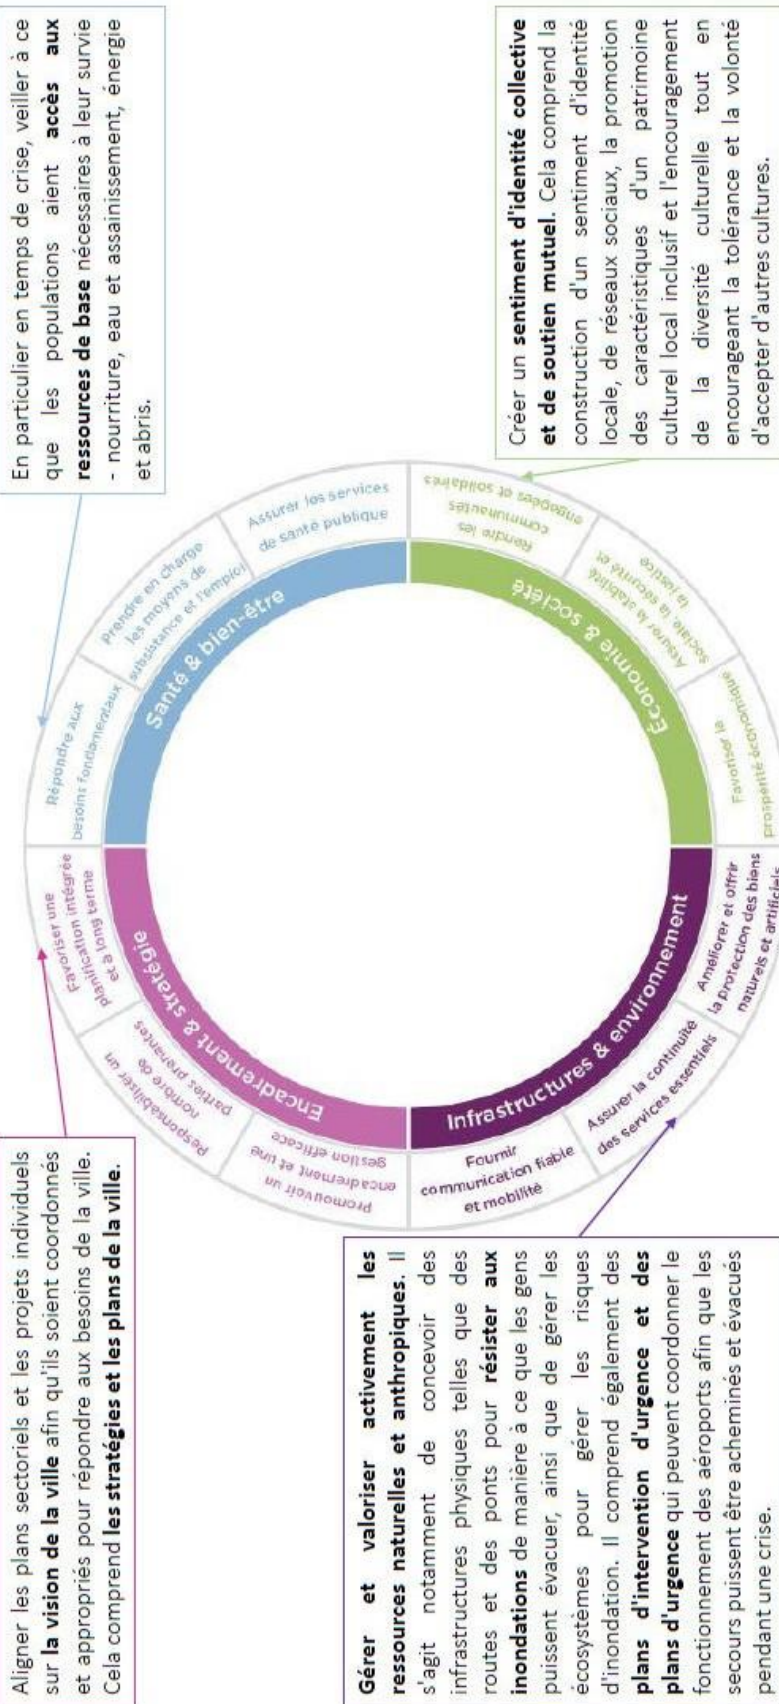 Aligner les plans sectoriels et les projets individuels
sur la vision de la ville afin qu'ils soient coordonnés
et appropriés pour répondre aux besoins de la ville.
Cela comprend les stratégies et les plans de la ville.
En particulier en temps de crise, veiller à ce
que les populations aient accès aux
ressources de base nécessaires à leur survie
- nourriture, eau et assainissement, énergie
et abris.
Favoriser une
planification intégrée
et à long terme
Répondre aux
besoins fondamentaux
Responsabiliser un
nombre de
parties prenantes
Prendre en charge
les moyens de
subsistance et l'emploi
Promouvoir un
encadrement et une
gestion efficace
Assurer les services
de santé publique
Encadrement & stratégie
Santé & bien-être
Infrastructures & environnement
Économie & société
Fournir
communication fiable
et mobilité
Rendre les
communautés
engagées et solidaires
Assurer la continuité
des services essentiels
Assurer la stabilité
sociale la sécurité et
la justice
Améliorer et offrir
la protection des biens
naturels et artificiels
Favoriser la
prospérité économique
Gérer et valoriser activement les
ressources naturelles et anthropiques. Il
s'agit notamment de concevoir des
infrastructures physiques telles que des
routes et des ponts pour résister aux
inondations de manière à ce que les gens
puissent évacuer, ainsi que de gérer les
écosystèmes pour gérer les risques
d'inondation. Il comprend également des
plans d'intervention d'urgence et des
plans d'urgence qui peuvent coordonner le
fonctionnement des aéroports afin que les
secours puissent être acheminés et évacués
pendant une crise.
Créer un sentiment d'identité collective
et de soutien mutuel. Cela comprend la
construction d'un sentiment d'identité
locale, de réseaux sociaux, la promotion
des caractéristiques d'un patrimoine
culturel local inclusif et l'encouragement
de la diversité culturelle tout en
encourageant la tolérance et la volonté
d'accepter d'autres cultures.